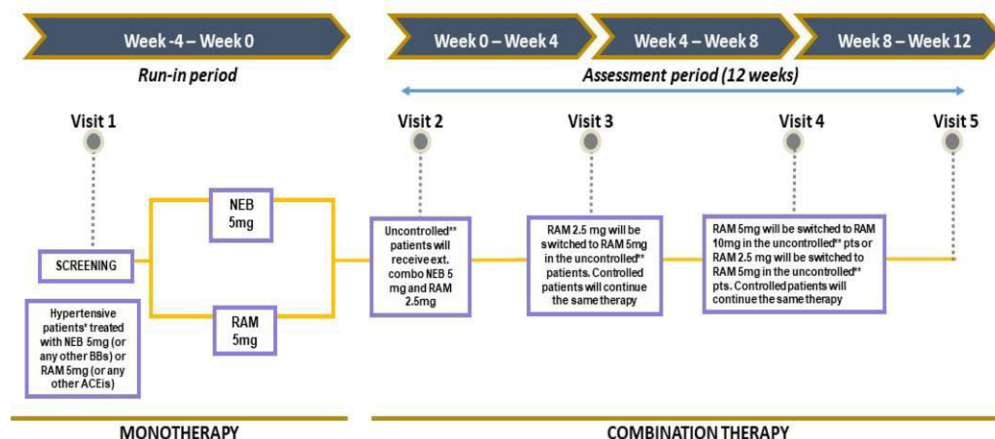 Week -4 – Week 0
Week 0 – Week 4
Week 4 – Week 8
Week 8 – Week 12
Run-in period
Assessment period (12 weeks)
Visit 1
Visit 2
Visit 3
Visit 4
Visit 5
SCREENING
Hypertensive
patients* treated
with NEB 5mg (or
any other BBs) or
RAM 5mg (or any
other ACEis)
NEB
5mg
RAM
5mg
Uncontrolled**
patients will
receive ext.
combo NEB 5
mg and RAM
2.5mg
RAM 2.5 mg will be
switched to RAM 5mg
in the uncontrolled**
patients. Controlled
patients will continue
the same therapy
RAM 5mg will be switched to RAM
10mg in the uncontrolled** pts or
RAM 2.5 mg will be switched to
RAM 5mg in the uncontrolled**
pts. Controlled patients will
continue the same therapy
MONOTHERAPY
COMBINATION THERAPY